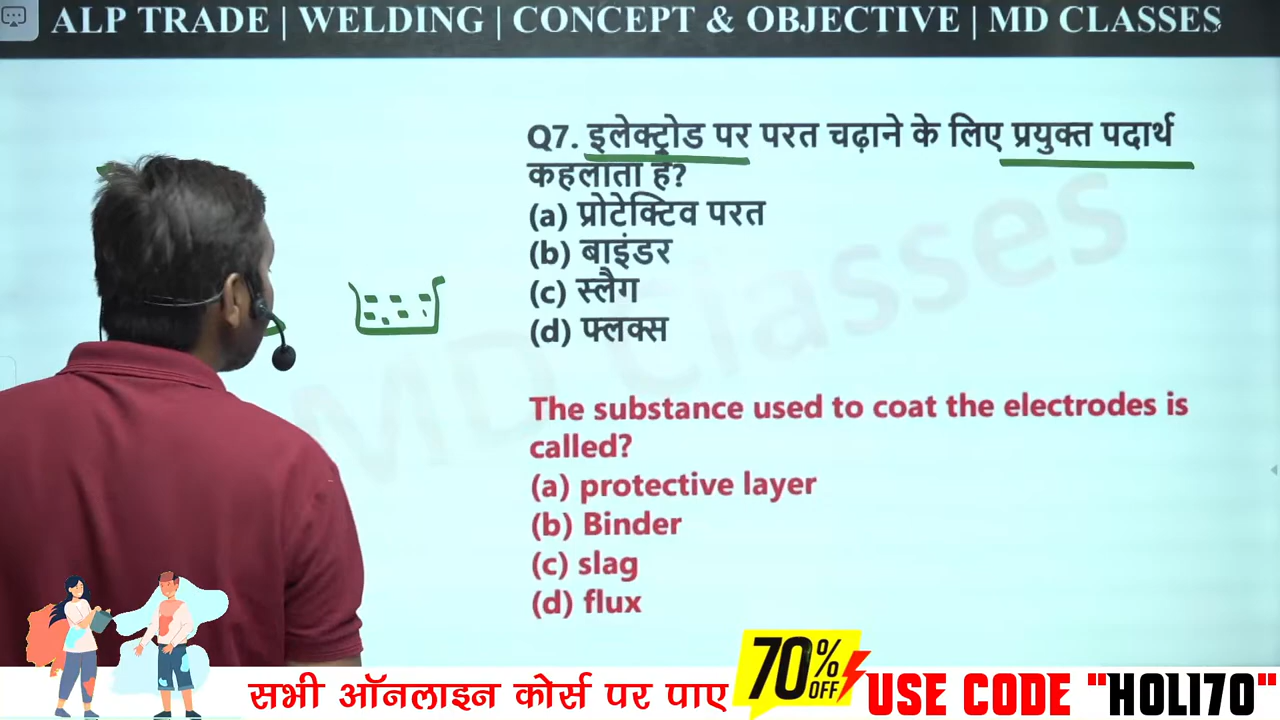 ALP TRADE | WELDING | CONCEPT & OBJECTIVE | MD CLASSES
Q7. इलेक्ट्रोड पर परत चढ़ाने के लिए प्रयुक्त पदार्थ
कहलाता है?
(a) प्रोटेक्टिव परत
(b) बाइंडर
(c) स्लैग
(d) फ्लक्स
MD Classes
The substance used to coat the electrodes is
called?
(a) protective layer
(b) Binder
(c) slag
(d) flux
सभी ऑनलाइन कोर्स पर पाए 70% OFF USE CODE "HOLI70"